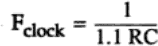 F_clock = 1 / 1.1 RC